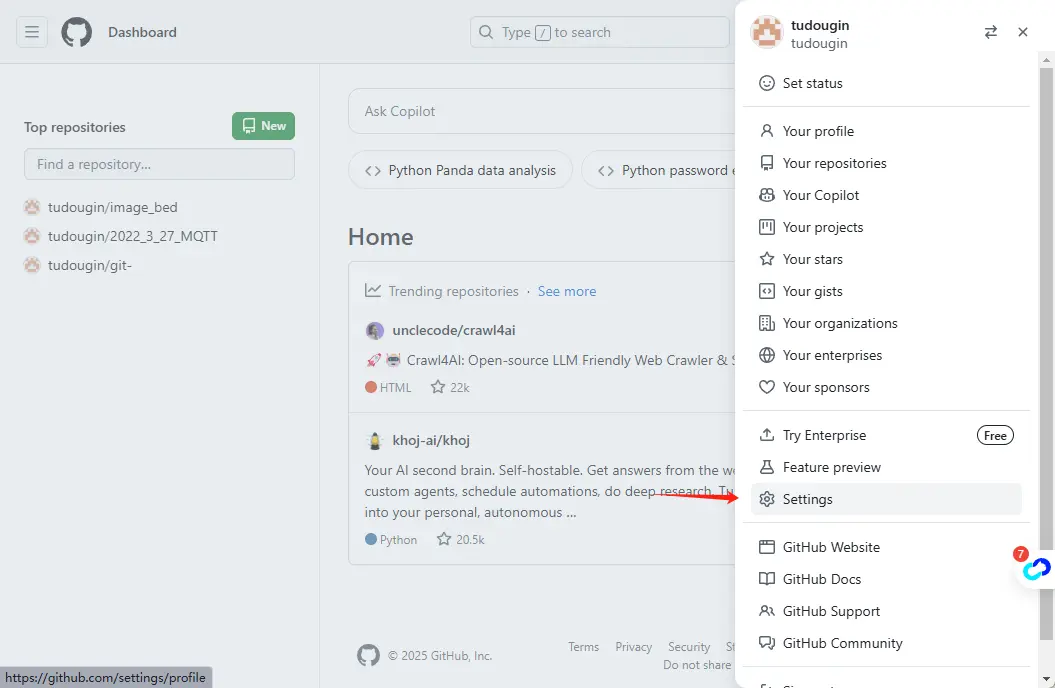 Dashboard
Type / to search
tudougin
tudougin
Set status
Top repositories
New
Find a repository...
tudougin/image_bed
tudougin/2022_3_27_MQTT
tudougin/git-
Ask Copilot
Python Panda data analysis
Python password
Home
Trending repositories · See more
unclecode/crawl4ai
🚀🤖 Crawl4AI: Open-source LLM Friendly Web Crawler & S
HTML
22k
khoj-ai/khoj
Your AI second brain. Self-hostable. Get answers from the we
custom agents, schedule automations, do deep research. Tu
into your personal, autonomous ...
Python
20.5k
© 2025 GitHub, Inc.
Terms
Privacy
Security
St
Do not share
Your profile
Your repositories
Your Copilot
Your projects
Your stars
Your gists
Your organizations
Your enterprises
Your sponsors
Try Enterprise
Free
Feature preview
Settings
GitHub Website
7
GitHub Docs
GitHub Support
GitHub Community
https://github.com/settings/profile